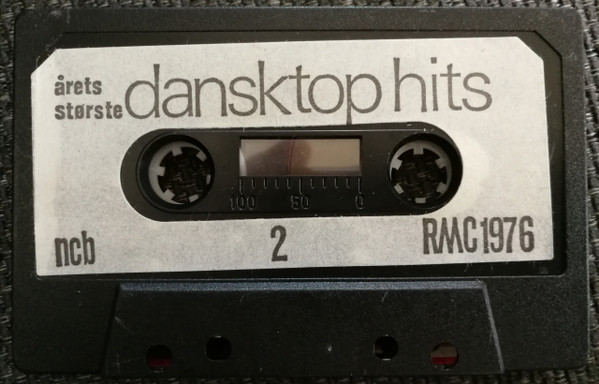 årets
største
dansktop hits
100 50 0
ncb
2
RMC1976